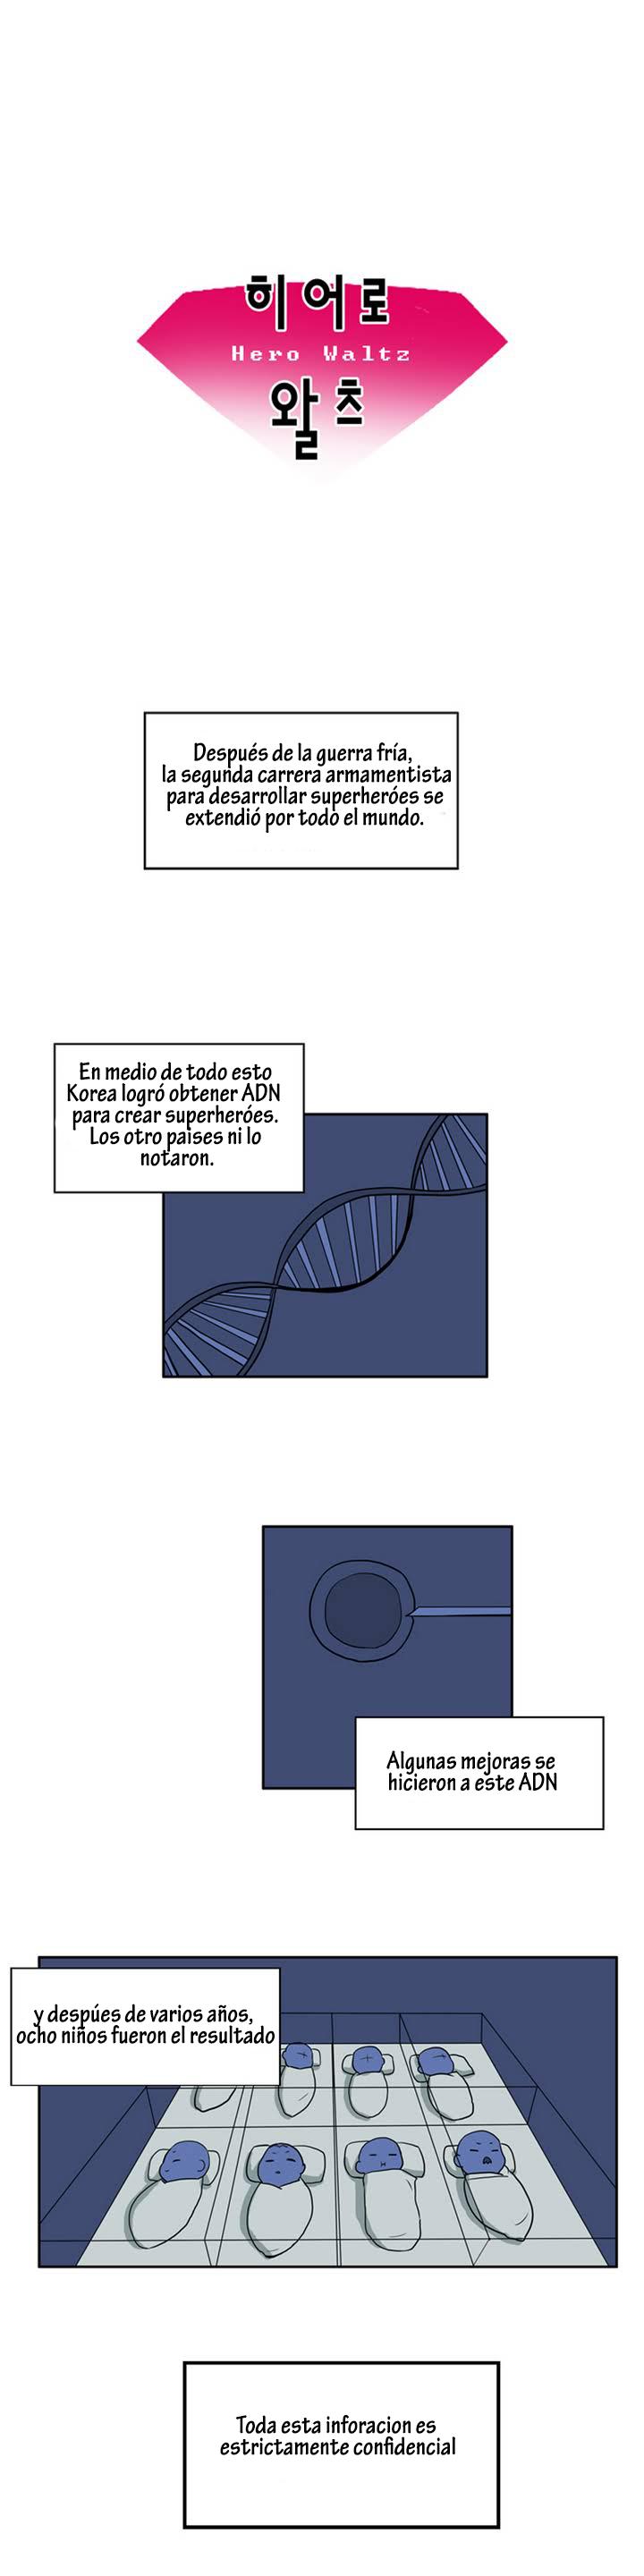 히어로
Hero Waltz
왈츠
Después de la guerra fría,
la segunda carrera armamentista
para desarrollar superheróes se
extendió por todo el mundo.
En medio de todo esto
Korea logró obtener ADN
para crear superheróes.
Los otro paises ni lo
notaron.
Algunas mejoras se
hicieron a este ADN
y despúes de varios años,
ocho niños fueron el resultado
Toda esta inforacion es
estrictamente confidencial